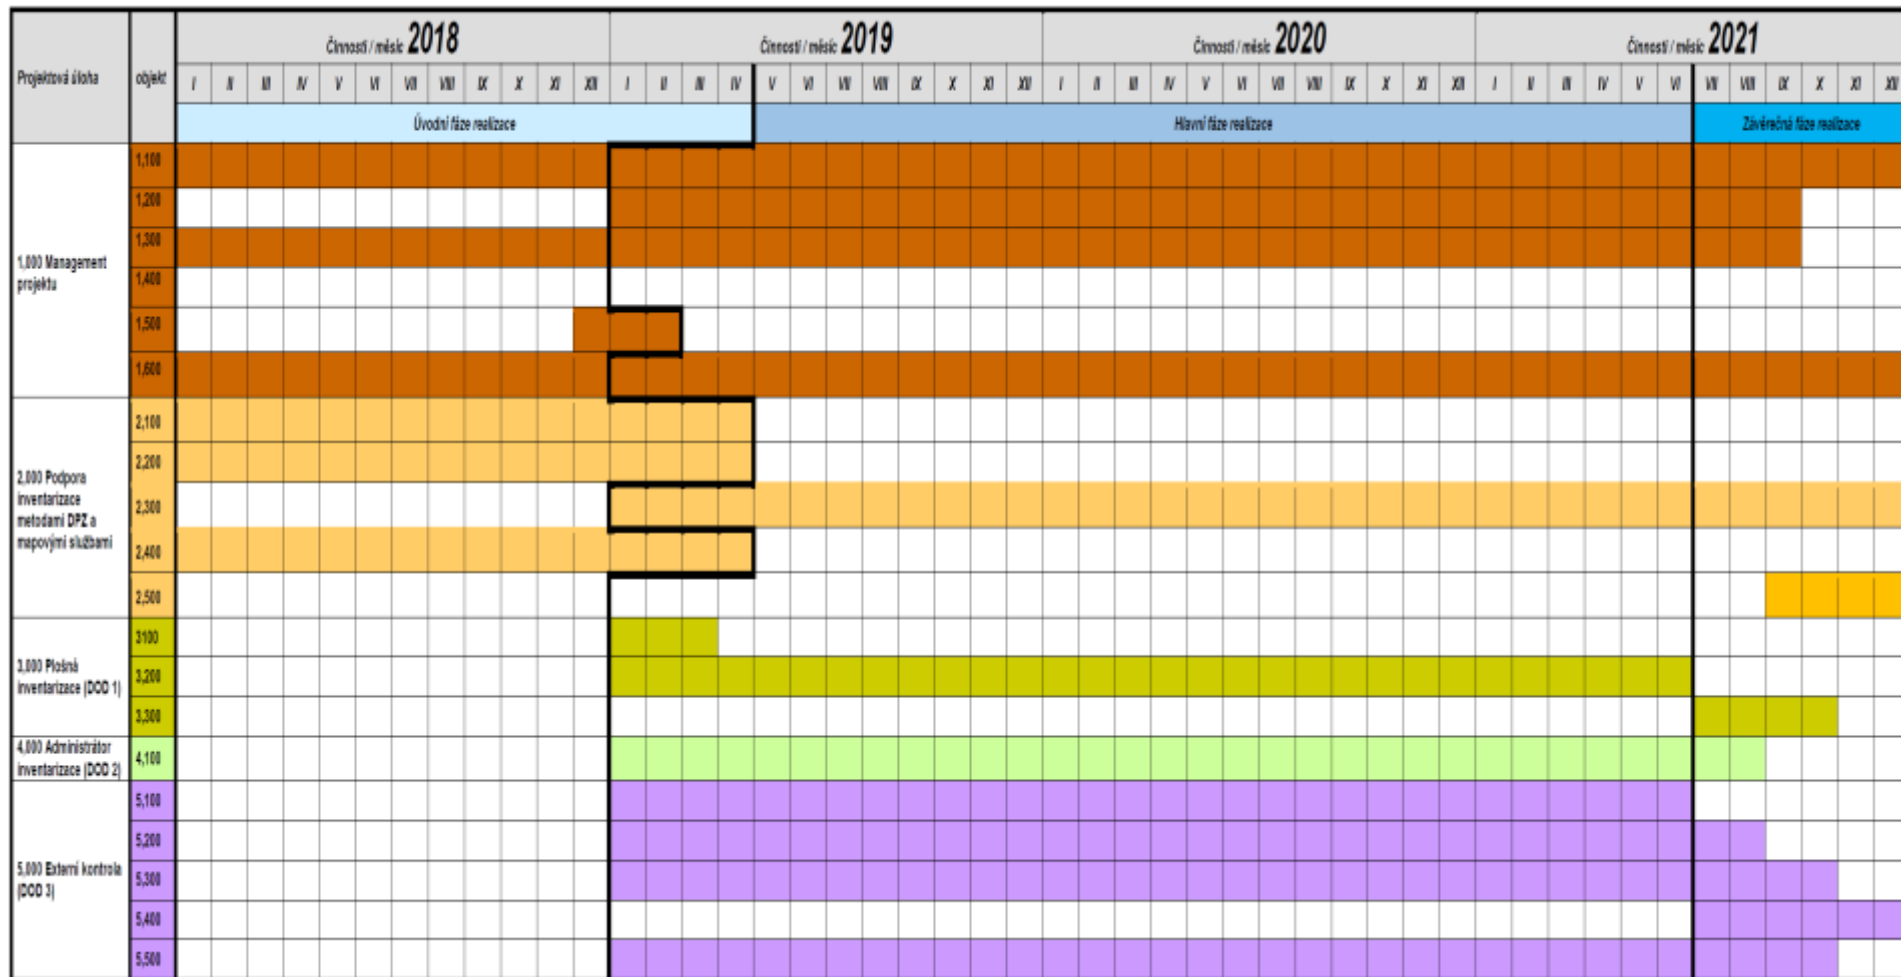 Činnosti / měsíc 2018
Činnosti / měsíc 2019
Činnosti / měsíc 2020
Činnosti / měsíc 2021
Projektová úloha
objekt
I II III IV V VI VII VIII IX X XI XII I II III IV V VI VII VIII IX X XI XII I II III IV V VI VII VIII IX X XI XII I II III IV V VI VII VIII IX X XI XII
Úvodní fáze realizace
Hlavní fáze realizace
Závěrečná fáze realizace
1,000 Management
projektu
1,100
1,200
1,300
1,400
1,500
1,600
2,000 Podpora
inventarizace
metodami DPZ a
mapovými službami
2,100
2,200
2,300
2,400
2,500
3,000 Plošná
inventarizace (DOD 1)
3100
3,200
3,300
4,000 Administrátor
inventarizace (DOD 2)
4,100
5,000 Externí kontrola
(DOD 3)
5,100
5,200
5,300
5,400
5,500